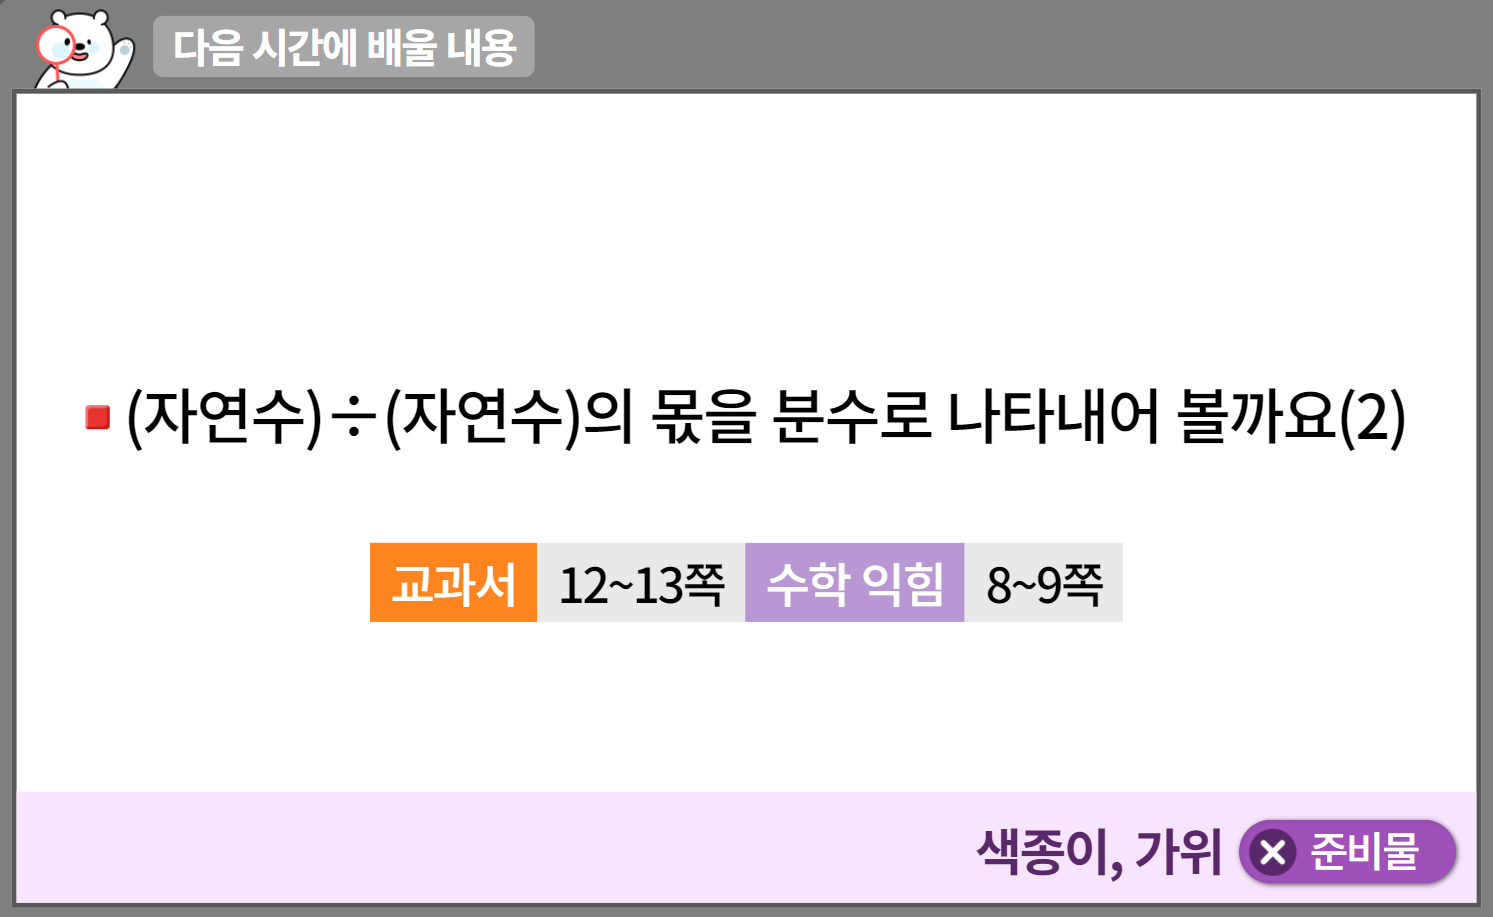 다음 시간에 배울 내용
(자연수)÷(자연수)의 몫을 분수로 나타내어 볼까요(2)
교과서 12~13쪽 수학 익힘 8~9쪽
색종이, 가위 준비물